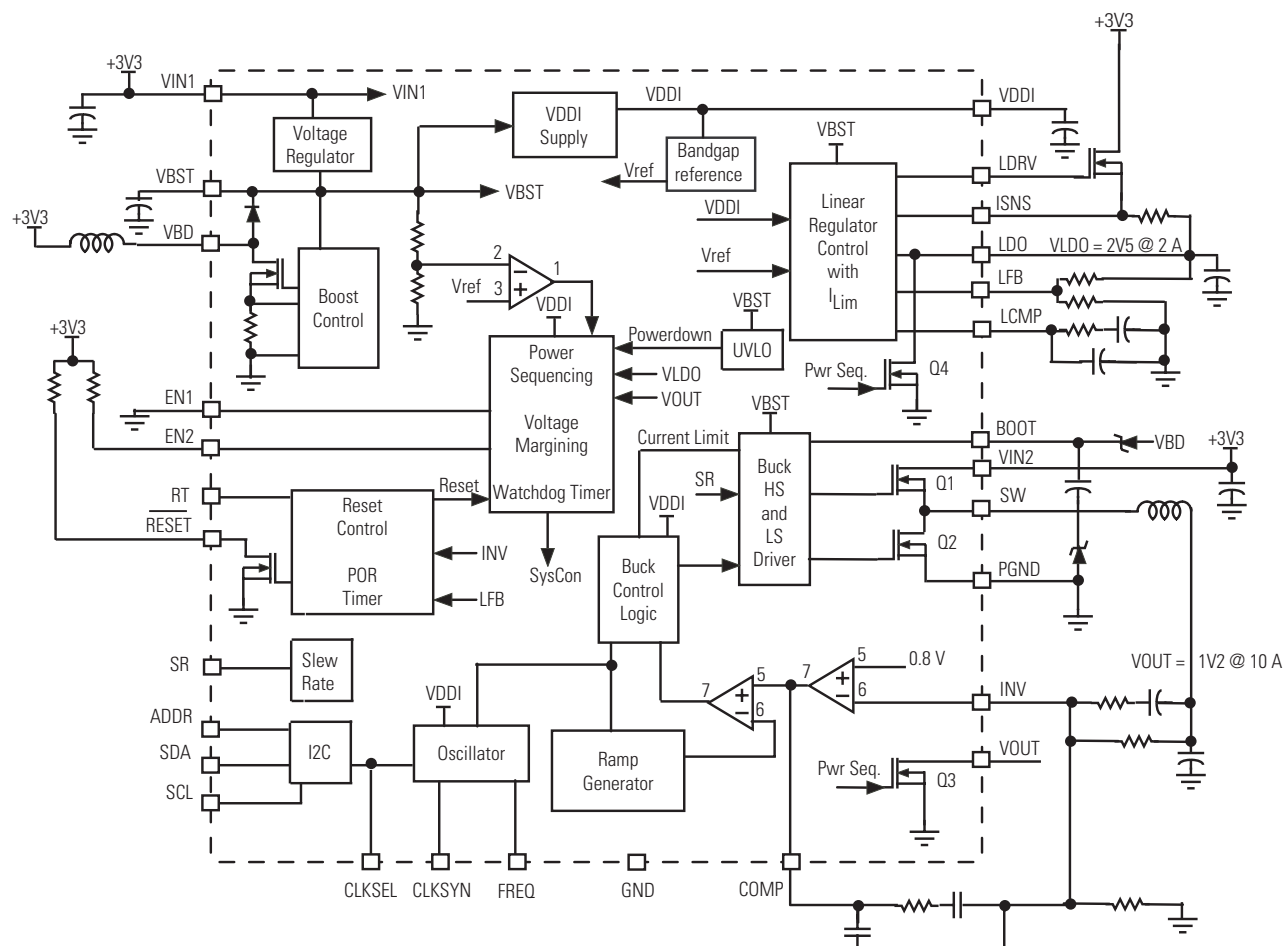 +3V3
+3V3
VIN1
VIN1
VDDI
VDDI
VDDI
Supply
Voltage
Regulator
VBST
Bandgap
reference
Vref
LDRV
VBST
VBST
Linear
Regulator
Control
with
ILim
ISNS
+3V3
VBD
VDDI
LDO
VLDO = 2V5 @ 2 A
2
1
Vref
3
Vref
LFB
Boost
Control
VDDI
VBST
LCMP
+3V3
Powerdown
UVLO
Power
Sequencing
Voltage
Margining
Watchdog Timer
VLDO
VOUT
Pwr Seq.
Q4
EN1
VBST
BOOT
EN2
Current Limit
VBD
+3V3
VIN2
Buck
HS
and
LS
Driver
RT
Reset
SR
Q1
SW
Reset
Control
POR
Timer
RESET
VDDI
INV
Q2
Buck
Control
Logic
SysCon
PGND
LFB
SR
Slew
Rate
5
0.8 V
VOUT = 1V2 @ 10 A
7
5
7
6
INV
VDDI
6
ADDR
I2C
Oscillator
SDA
Ramp
Generator
VOUT
Pwr Seq.
Q3
SCL
CLKSEL
CLKSYN
FREQ
GND
COMP